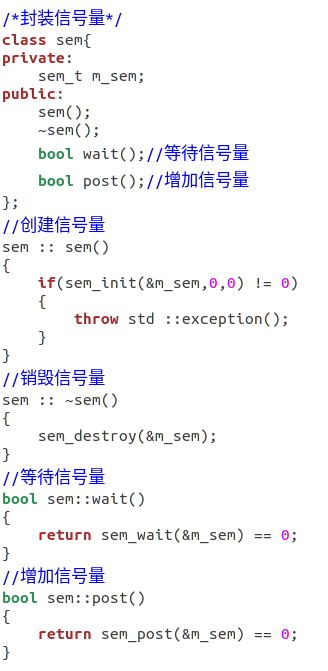 /*封装信号量*/
class sem{
private:
    sem_t m_sem;
public:
    sem();
    ~sem();
    bool wait();//等待信号量
    bool post();//增加信号量
};
//创建信号量
sem :: sem()
{
    if(sem_init(&m_sem,0,0) != 0)
    {
        throw std ::exception();
    }
}
//销毁信号量
sem :: ~sem()
{
    sem_destroy(&m_sem);
}
//等待信号量
bool sem::wait()
{
    return sem_wait(&m_sem) == 0;
}
//增加信号量
bool sem::post()
{
    return sem_post(&m_sem) == 0;
}